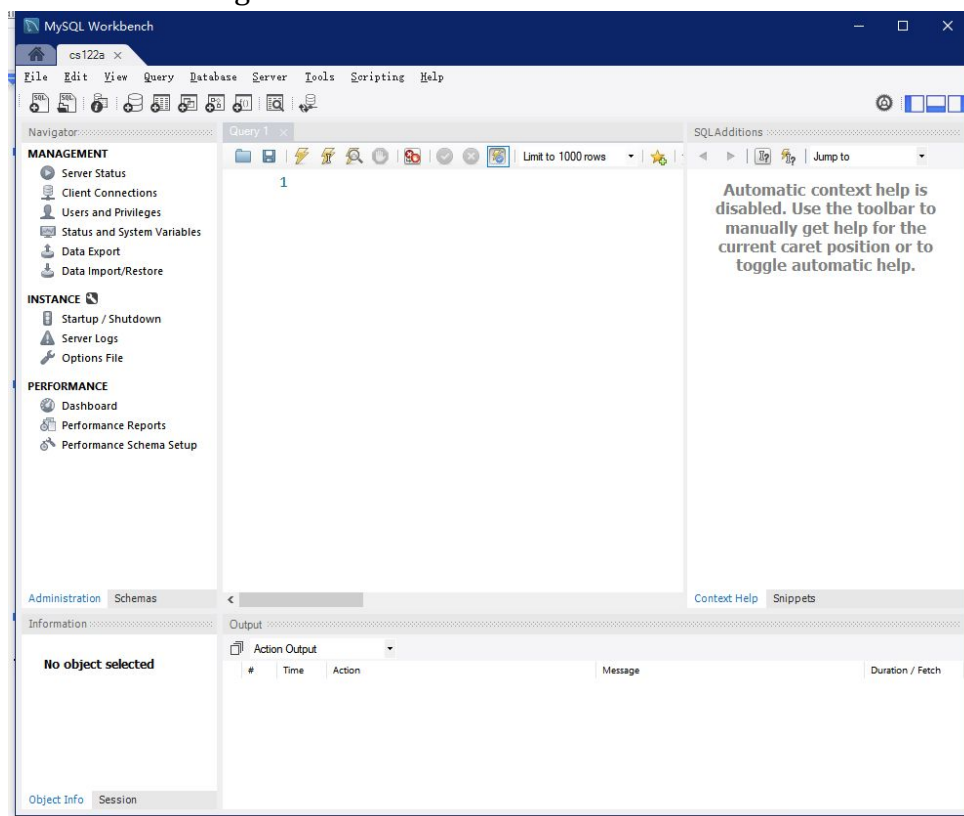 MySQL Workbench
cs122a
File Edit View Query Database Server Tools Scripting Help
Navigator
MANAGEMENT
Server Status
Client Connections
Users and Privileges
Status and System Variables
Data Export
Data Import/Restore
INSTANCE
Startup / Shutdown
Server Logs
Options File
PERFORMANCE
Dashboard
Performance Reports
Performance Schema Setup
Administration Schemas
Information
No object selected
Object Info Session
Query 1
Limit to 1000 rows
1
SQLAdditions
Jump to
Automatic context help is
disabled. Use the toolbar to
manually get help for the
current caret position or to
toggle automatic help.
Context Help Snippets
Output
Action Output
# Time Action Message Duration / Fetch